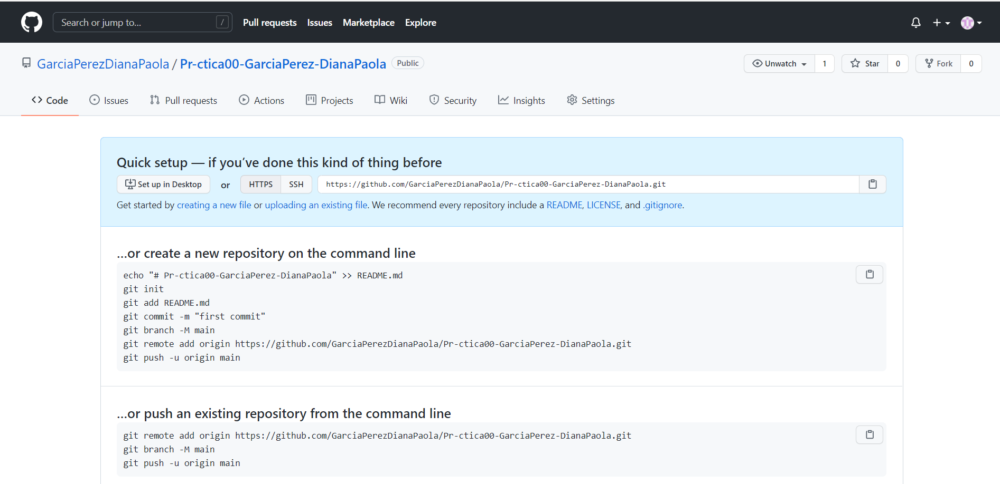 Search or jump to... /
Pull requests Issues Marketplace Explore
GarciaPerezDianaPaola / Pr-ctica00-GarciaPerez-DianaPaola Public
Unwatch 1 Star 0 Fork 0
Code Issues Pull requests Actions Projects Wiki Security Insights Settings
Quick setup — if you’ve done this kind of thing before
Set up in Desktop or HTTPS SSH https://github.com/GarciaPerezDianaPaola/Pr-ctica00-GarciaPerez-DianaPaola.git
Get started by creating a new file or uploading an existing file. We recommend every repository include a README, LICENSE, and .gitignore.
…or create a new repository on the command line
echo "# Pr-ctica00-GarciaPerez-DianaPaola" >> README.md
git init
git add README.md
git commit -m "first commit"
git branch -M main
git remote add origin https://github.com/GarciaPerezDianaPaola/Pr-ctica00-GarciaPerez-DianaPaola.git
git push -u origin main
…or push an existing repository from the command line
git remote add origin https://github.com/GarciaPerezDianaPaola/Pr-ctica00-GarciaPerez-DianaPaola.git
git branch -M main
git push -u origin main